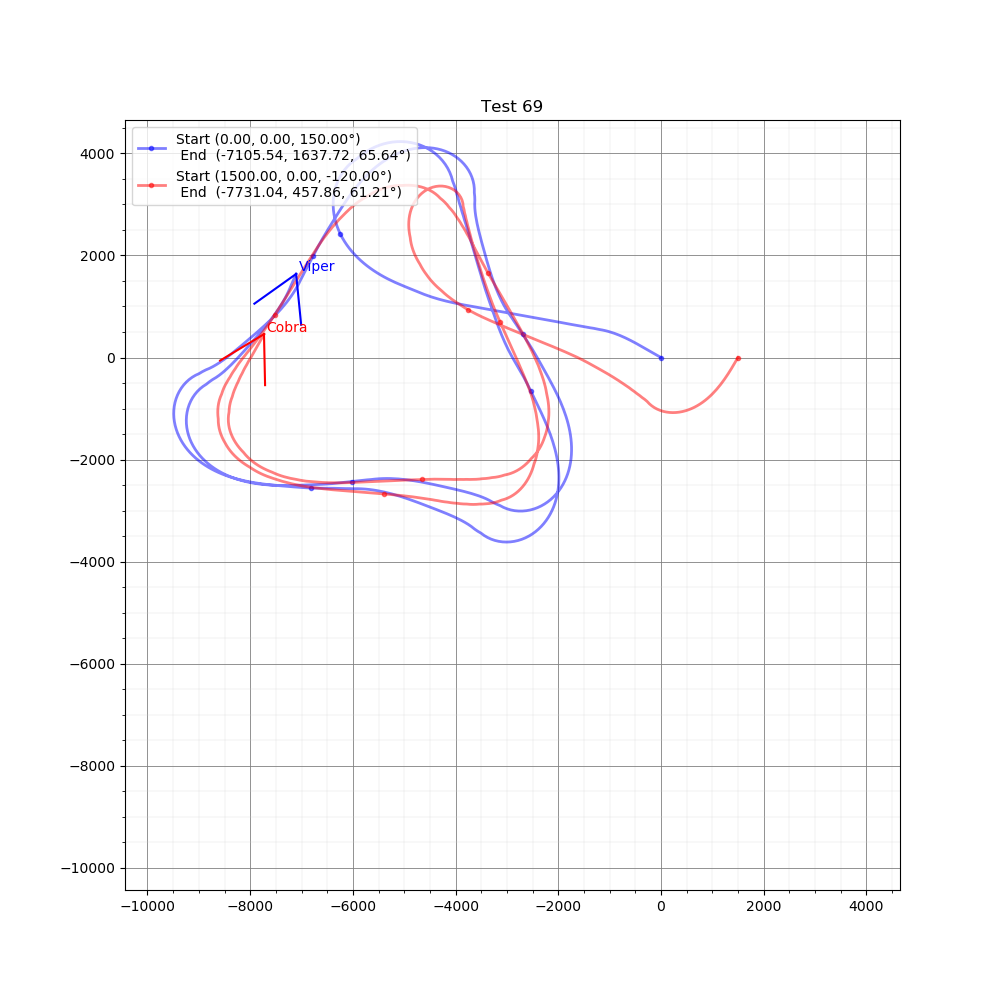 Test 69
Start (0.00, 0.00, 150.00°)
End (-7105.54, 1637.72, 65.64°)
Start (1500.00, 0.00, -120.00°)
End (-7731.04, 457.86, 61.21°)
4000
2000
0
−2000
−4000
−6000
−8000
−10000
Viper
Cobra
−10000 −8000 −6000 −4000 −2000 0 2000 4000